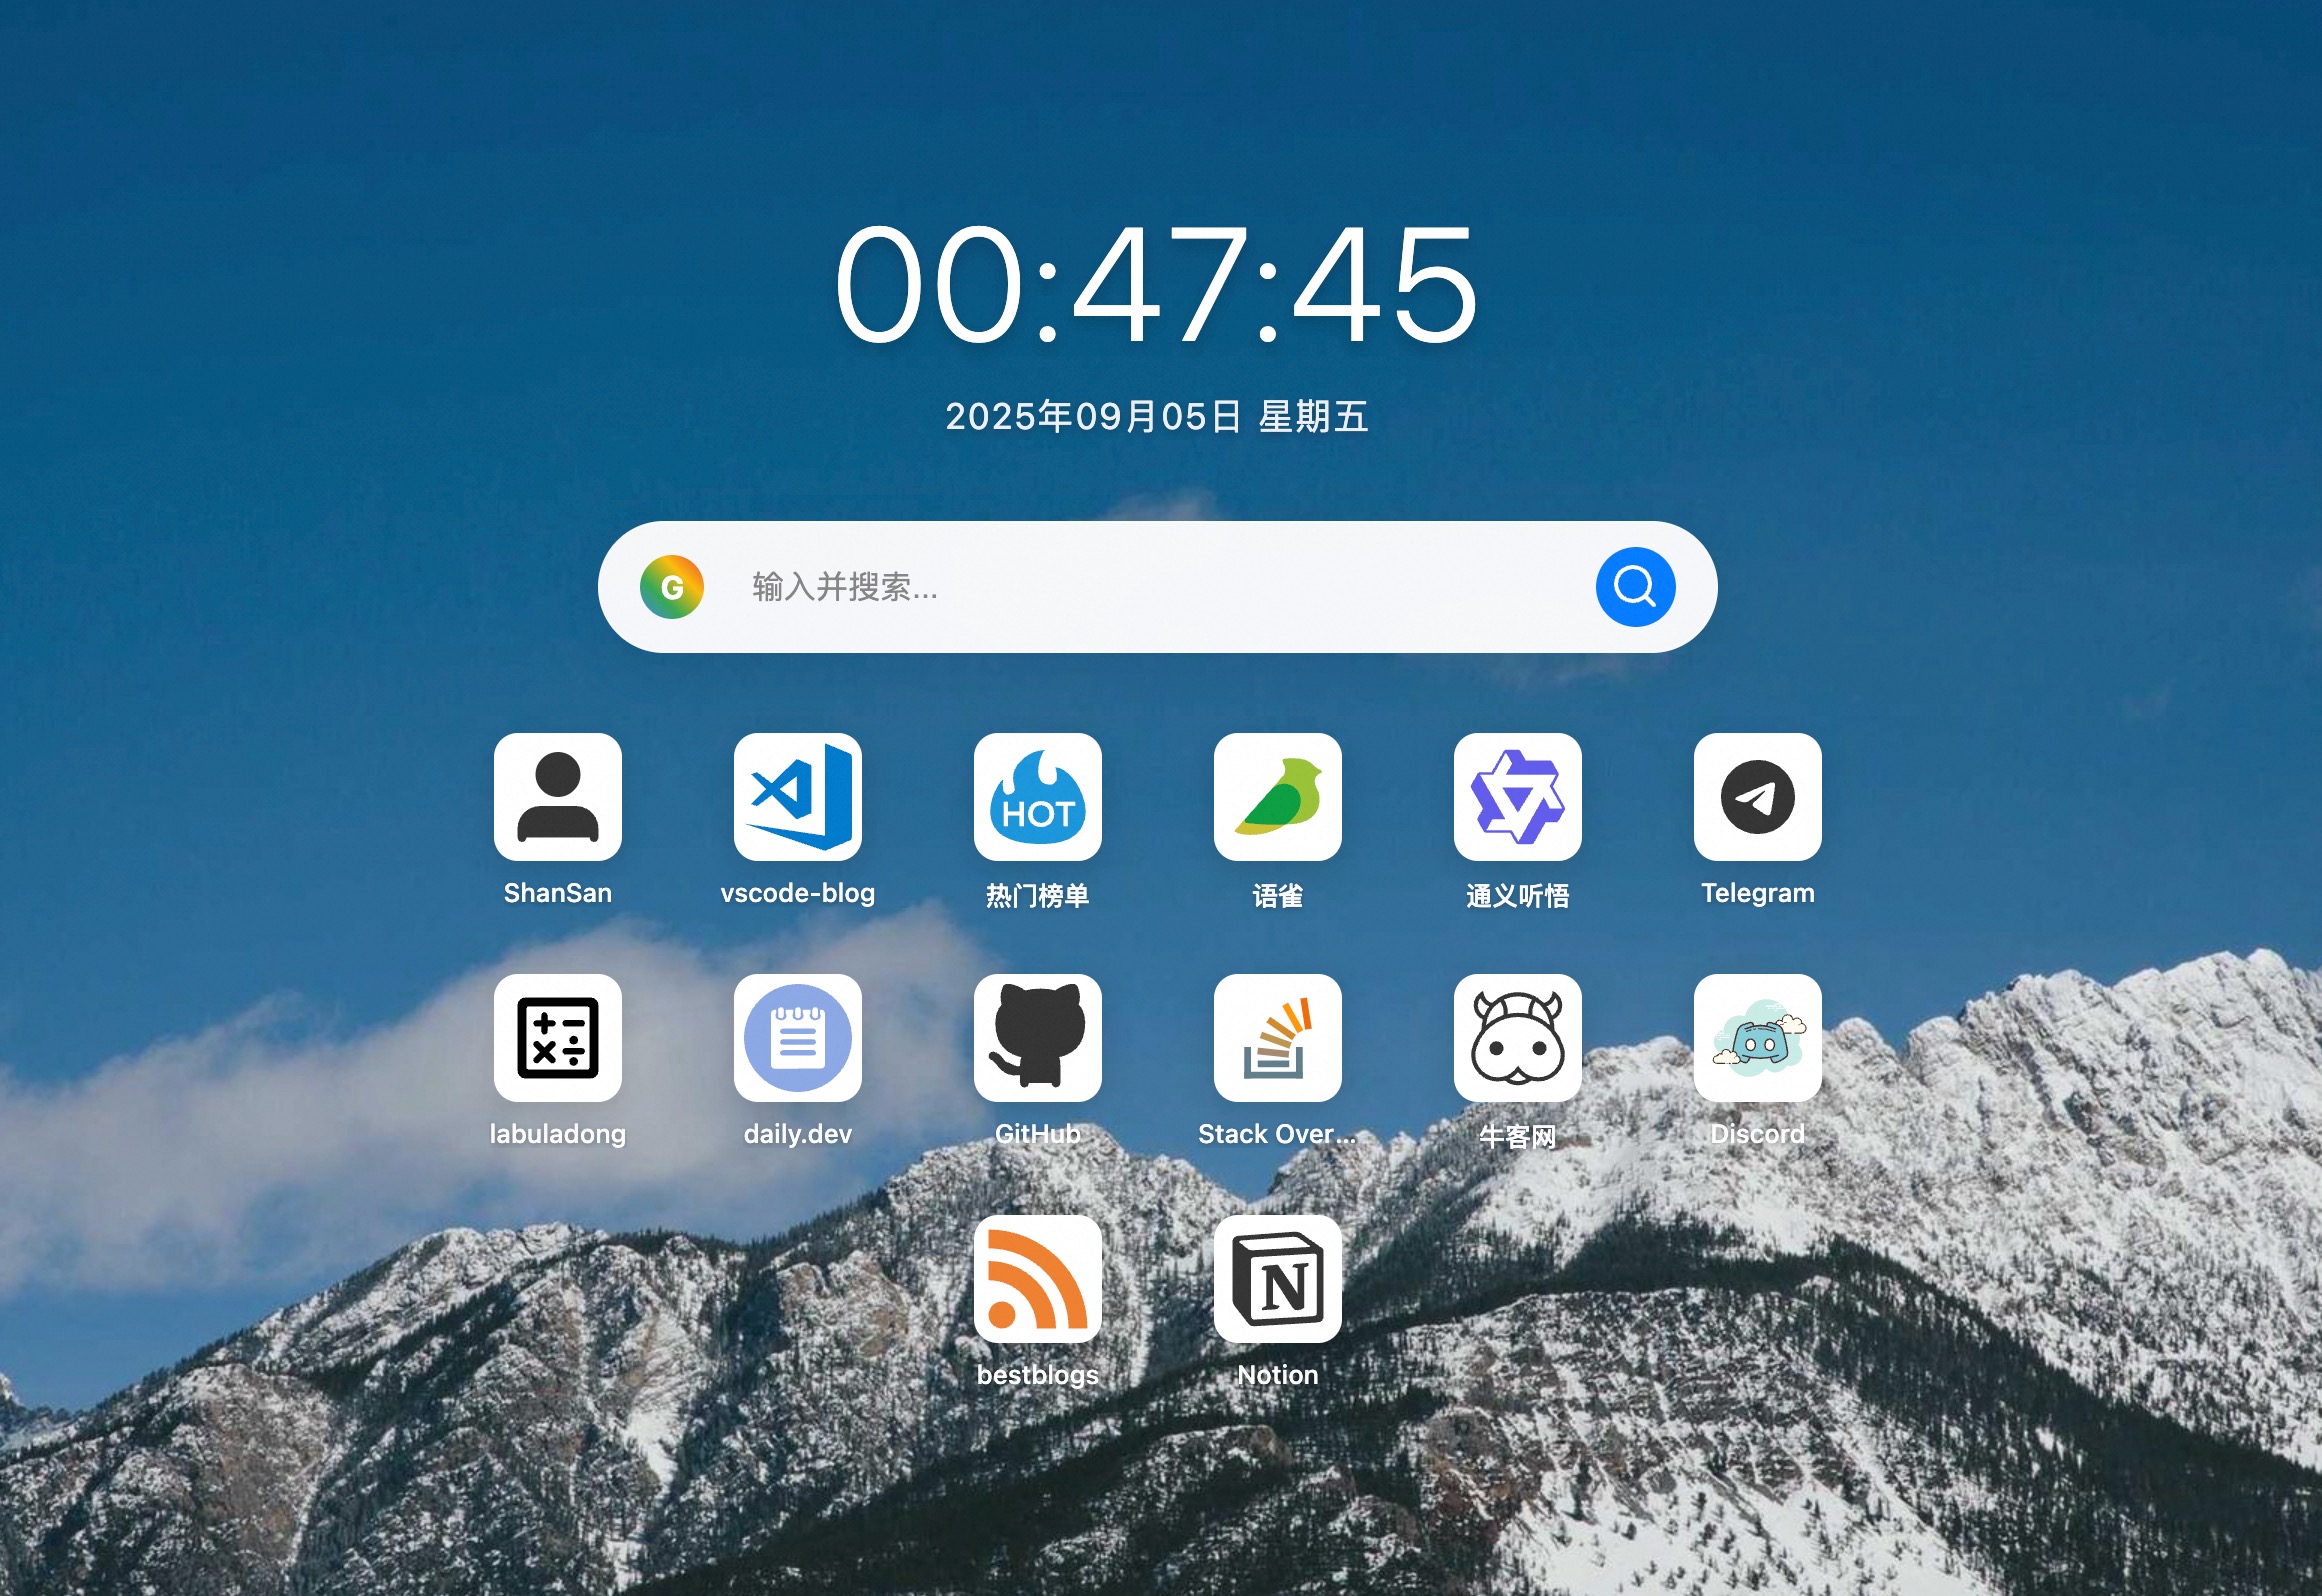 00:47:45
2025年09月05日 星期五
G 输入并搜索...
HOT
ShanSan vscode-blog 热门榜单 语雀 通义听悟 Telegram
labuladong daily.dev GitHub Stack Over... 牛客网 Discord
N
bestblogs Notion